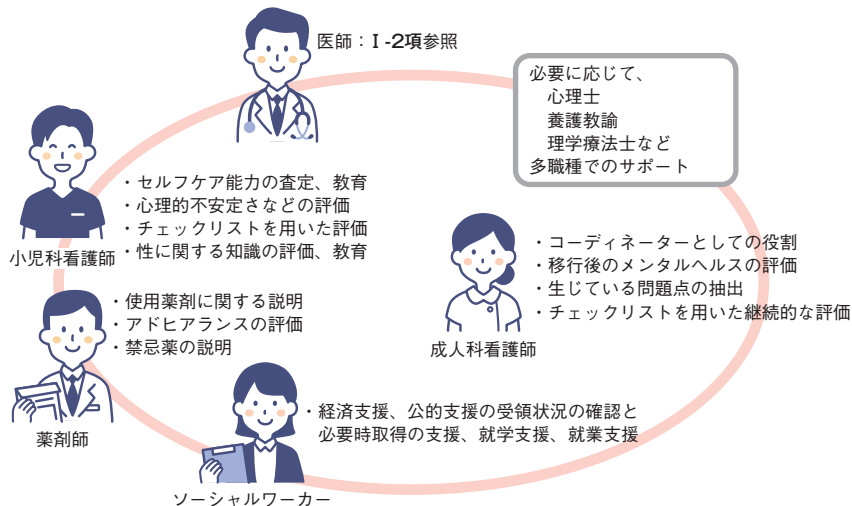 医師：Ⅰ-2項参照
必要に応じて、
心理士
養護教諭
理学療法士など
多職種でのサポート
・セルフケア能力の査定、教育
・心理的不安定さなどの評価
・チェックリストを用いた評価
・性に関する知識の評価、教育
小児科看護師
・コーディネーターとしての役割
・移行後のメンタルヘルスの評価
・生じている問題点の抽出
・チェックリストを用いた継続的な評価
成人科看護師
・使用薬剤に関する説明
・アドヒアランスの評価
・禁忌薬の説明
薬剤師
・経済支援、公的支援の受領状況の確認と
必要時取得の支援、就学支援、就業支援
ソーシャルワーカー